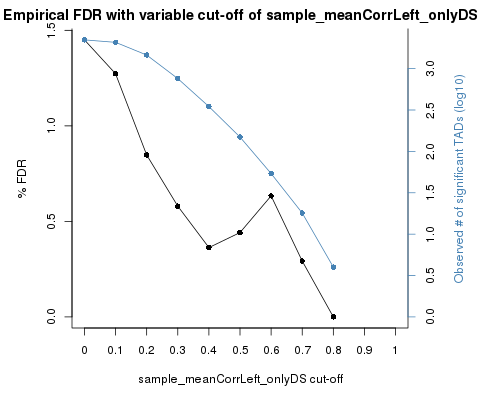 Empirical FDR with variable cut-off of sample_meanCorrLeft_onlyDS
% FDR
0.0
0.5
1.0
1.5
Observed # of significant TADs (log10)
0.0
0.5
1.0
1.5
2.0
2.5
3.0
0 0.1 0.2 0.3 0.4 0.5 0.6 0.7 0.8 0.9 1
sample_meanCorrLeft_onlyDS cut-off